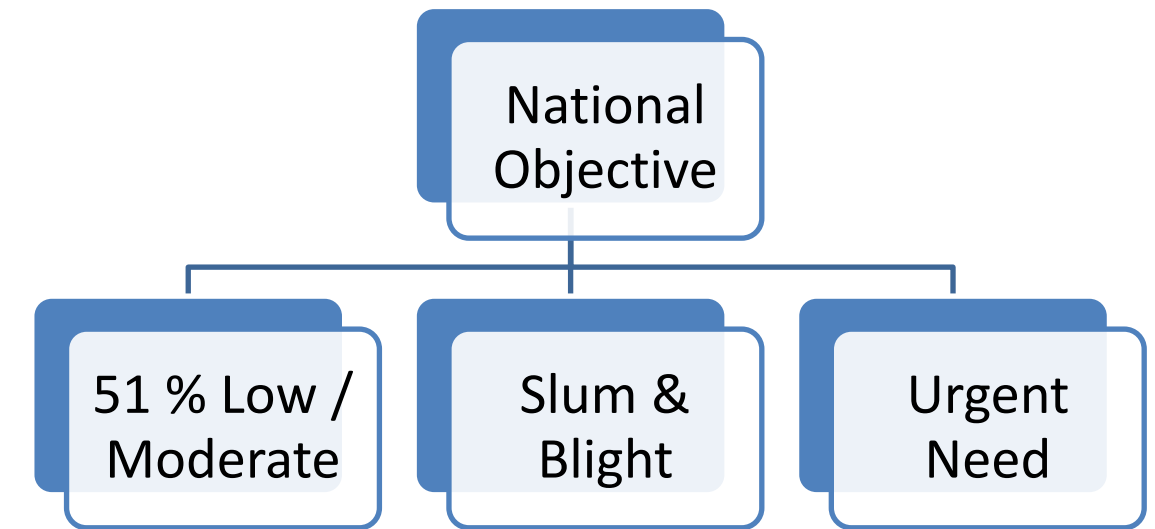 National
Objective
51 % Low /
Moderate
Slum &
Blight
Urgent
Need